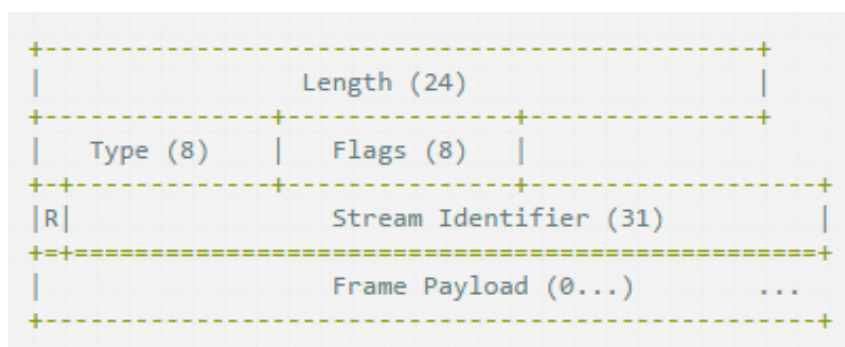 +-----------------------------------------------+
|                 Length (24)                   |
+---------------+---------------+---------------+
|   Type (8)    |   Flags (8)   |
+-+-------------+---------------+-------------------------------+
|R|                 Stream Identifier (31)          |
+=+=================================================+
|                   Frame Payload (0...)        ...
+---------------------------------------------------+